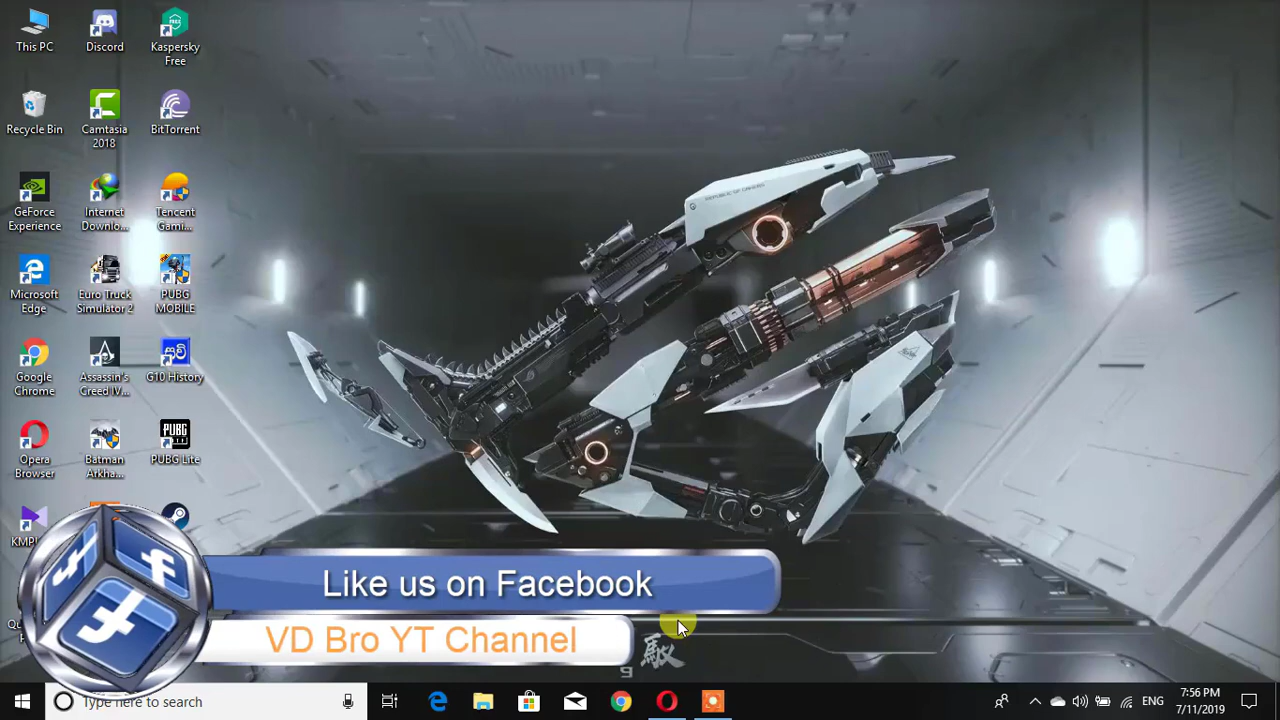 This PC
Discord
Kaspersky
Free
Recycle Bin
Camtasia
2018
BitTorrent
GeForce
Experience
Internet
Downlo...
Tencent
Gami...
Microsoft
Edge
Euro Truck
Simulator 2
PUBG
MOBILE
Google
Chrome
Assassin's
Creed IV...
G10 History
Opera
Browser
Batman
Arkha...
PUBG Lite
Like us on Facebook
VD Bro YT Channel
Type here to search
ENG
7:56 PM
7/11/2019